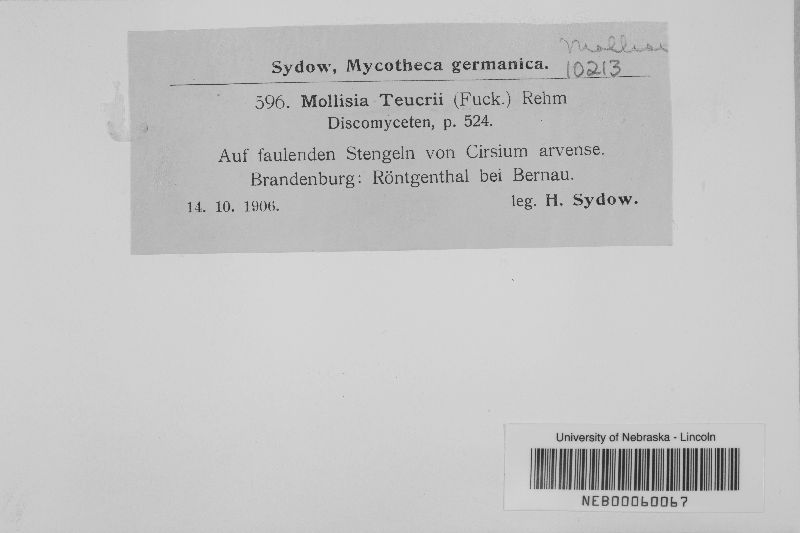 Mollisi
Sydow, Mycotheca germanica.
10213
596. Mollisia Teucrii (Fuck.) Rehm
Discomyceten, p. 524.
Auf faulenden Stengeln von Cirsium arvense.
Brandenburg: Röntgenthal bei Bernau.
14. 10. 1906. leg. H. Sydow.
University of Nebraska - Lincoln
NEB00060067